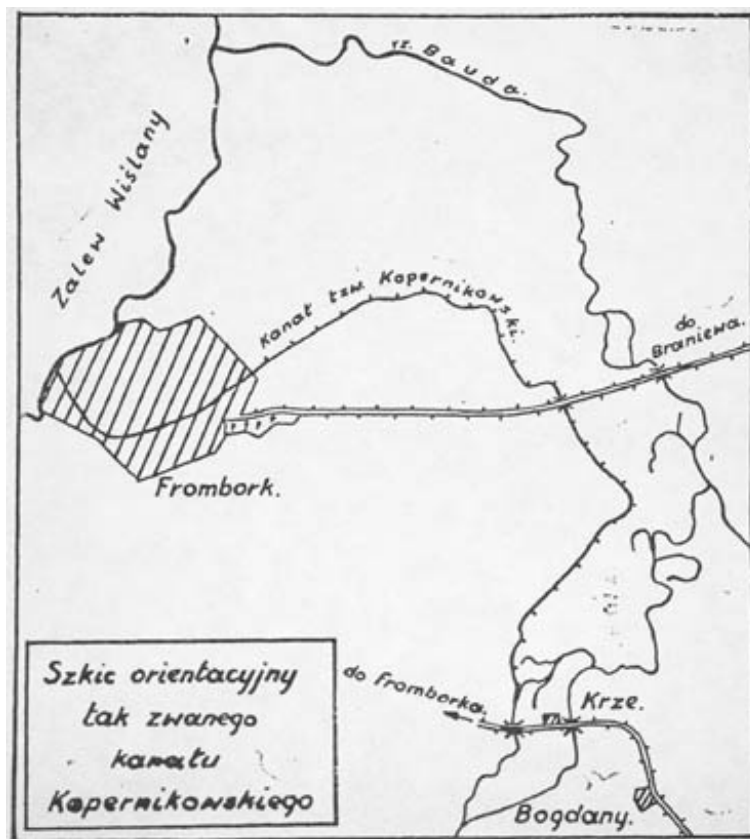 rz. Bauda.
Zalew Wiślany
Kanał tzw. Kopernikowski.
do
Braniewa.
Frombork.
do Fromborka.
Krze.
Bogdany.
Szkic orientacyjny
tak zwanego
kanału
Kopernikowskiego